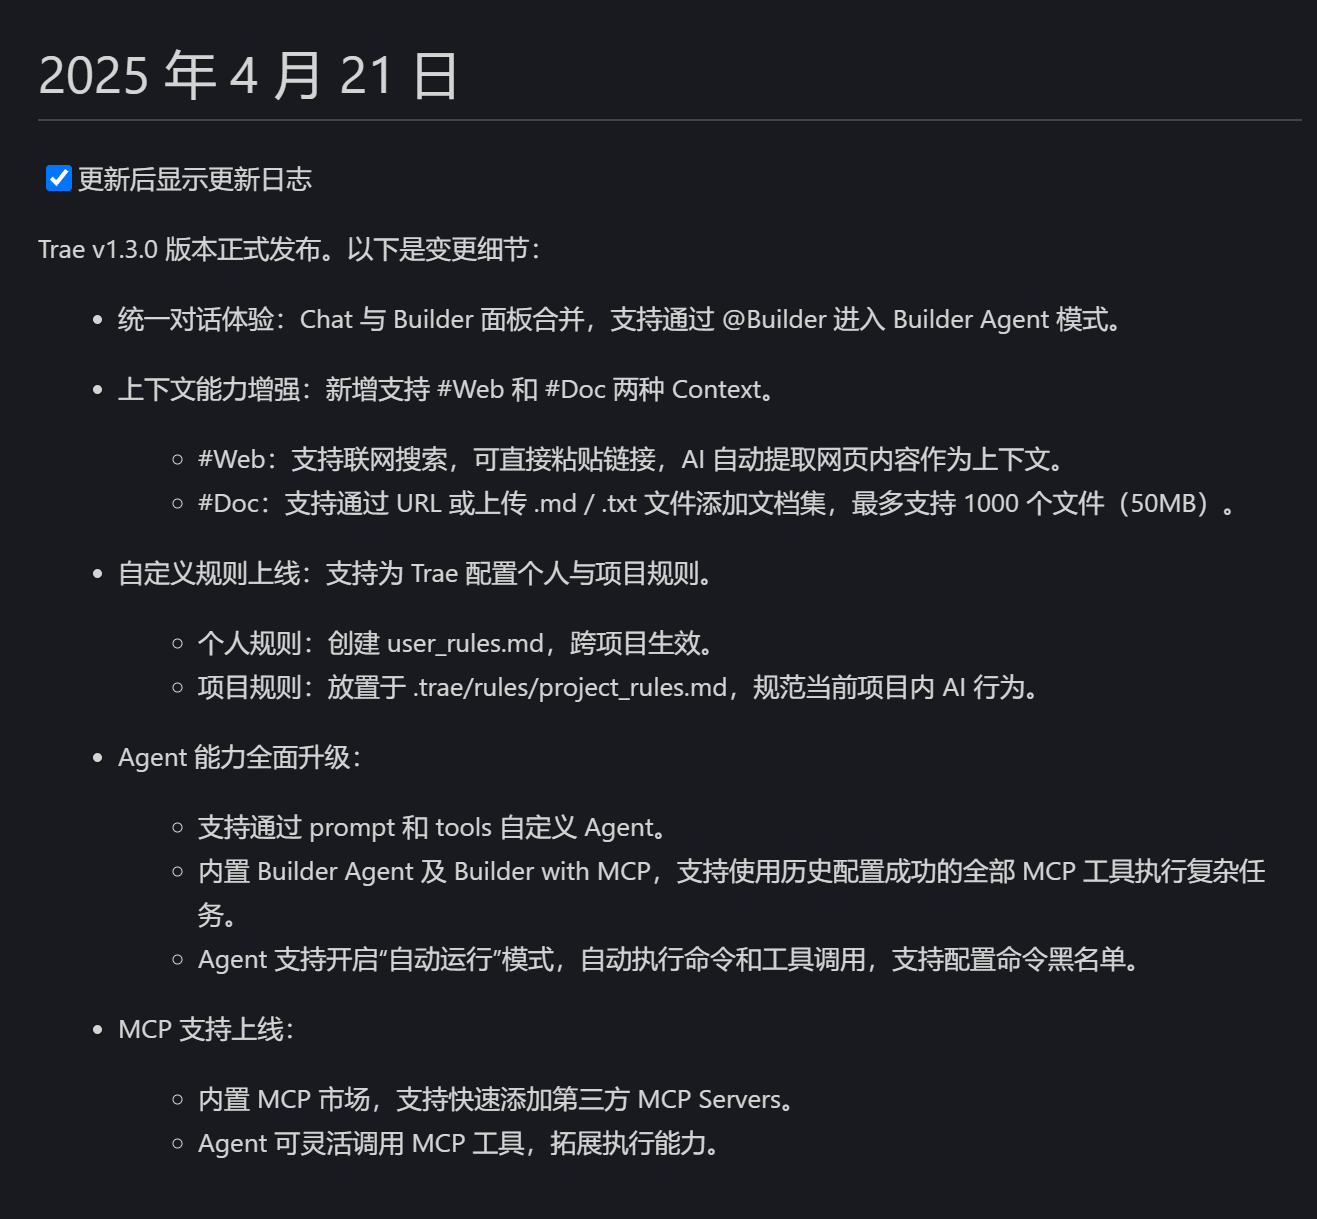 2025 年 4 月 21 日
更新后显示更新日志
Trae v1.3.0 版本正式发布。以下是变更细节：
统一对话体验：Chat 与 Builder 面板合并，支持通过 @Builder 进入 Builder Agent 模式。
上下文能力增强：新增支持 #Web 和 #Doc 两种 Context。
#Web：支持联网搜索，可直接粘贴链接，AI 自动提取网页内容作为上下文。
#Doc：支持通过 URL 或上传 .md / .txt 文件添加文档集，最多支持 1000 个文件（50MB）。
自定义规则上线：支持为 Trae 配置个人与项目规则。
个人规则：创建 user_rules.md，跨项目生效。
项目规则：放置于 .trae/rules/project_rules.md，规范当前项目内 AI 行为。
Agent 能力全面升级：
支持通过 prompt 和 tools 自定义 Agent。
内置 Builder Agent 及 Builder with MCP，支持使用历史配置成功的全部 MCP 工具执行复杂任
务。
Agent 支持开启“自动运行”模式，自动执行命令和工具调用，支持配置命令黑名单。
MCP 支持上线：
内置 MCP 市场，支持快速添加第三方 MCP Servers。
Agent 可灵活调用 MCP 工具，拓展执行能力。